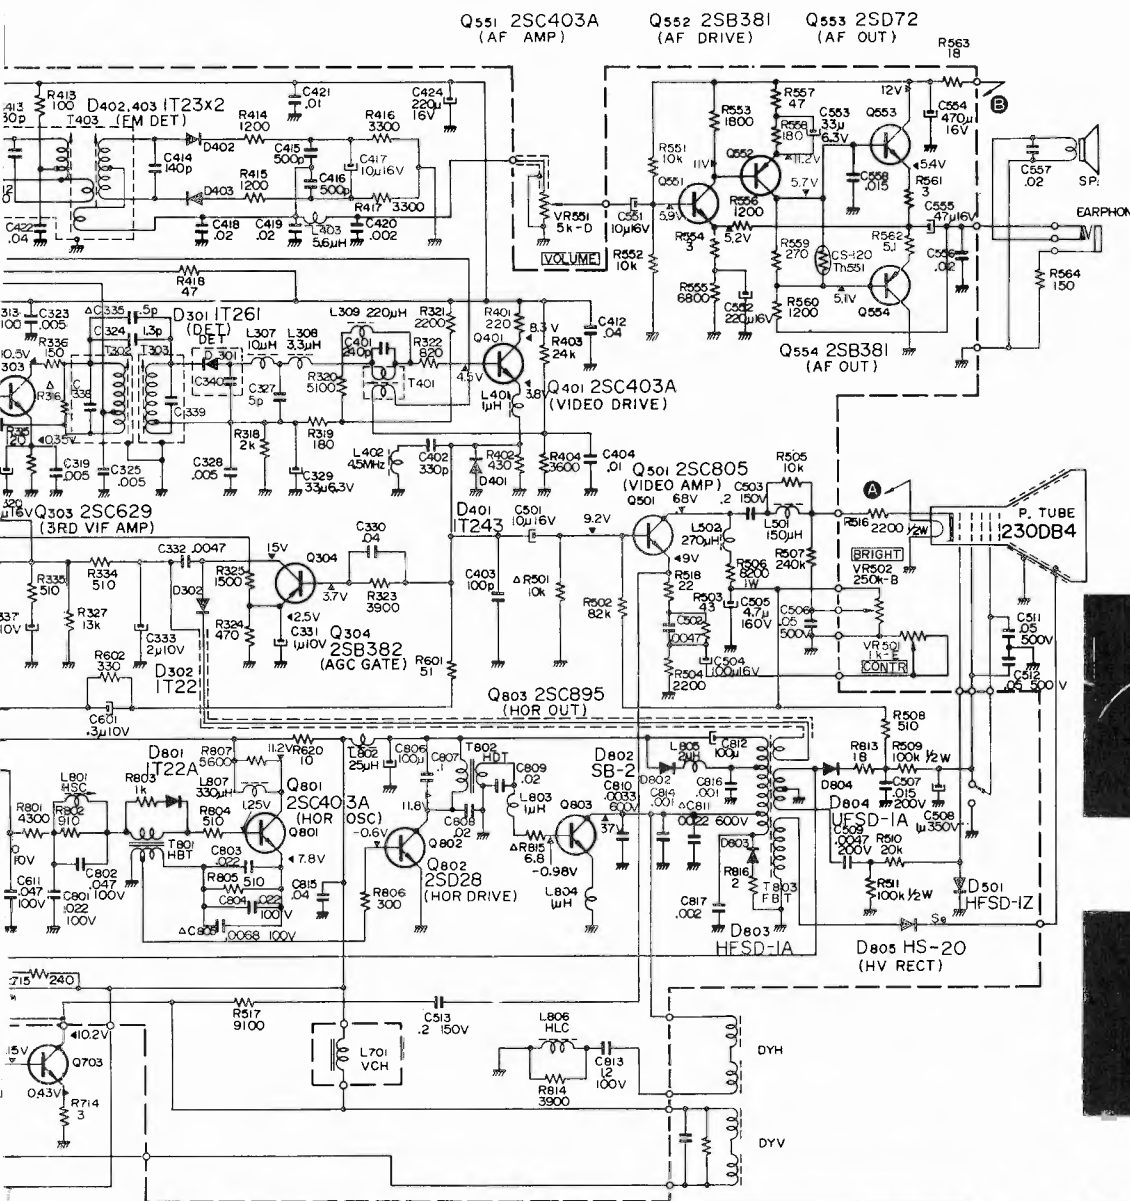 Q551 2SC403A
(AF AMP)
Q552 2SB381
(AF DRIVE)
Q553 2SD72
(AF OUT)
R563
18
R413
100
D402,403 IT23x2
(FM DET)
T403
C421
.01
C424
220μ
16V
R414
1200
R416
3300
D402
C415
500p
C414
140p
C417
10μ16V
R415
1200
C416
500p
D403
R417
3300
C422
.04
C418
.02
C419
.02
L403
5.6μH
C420
.002
R418
47
VR551
5k-D
VOLUME
C551
10μ16V
R551
10k
R552
10k
R553
1800
11V
Q551
5.9V
R554
3
5.2V
R555
6800
C552
220μ16V
Q552
R556
1200
R557
47
R558
180
C553
33μ
6.3V
11.2V
5.7V
C558
.015
R559
270
CS-120
Th551
R560
1200
5.1V
12V
Q553
5.4V
R561
3
C555
47μ16V
R562
5.1
Q554
C554
470μ
16V
C556
.012
B
C557
.02
SP.
EARPHON
R564
150
Q554 2SB381
(AF OUT)
C323
.005
R336
150
C335
.5p
C324
1.3p
T302
T303
C339
D301 IT261
(DET)
DET
D301
C340
L307
10μH
L308
3.3μH
C327
5p
R318
2k
R319
180
R320
5100
L309 220μH
C401
240p
T401
R321
2200
R322
820
4.5V
R401
220
8.3V
Q401
3.8V
L401
1μH
R403
24k
C412
.04
Q401 2SC403A
(VIDEO DRIVE)
0.35V
C319
.005
C325
.005
C328
.005
C329
33μ6.3V
L402
4.5MHz
C402
330p
D401
R402
430
R404
3600
C404
.01
Q303 2SC629
(3RD VIF AMP)
D401
IT243
C501
10μ16V
9.2V
Q501 2SC805
(VIDEO AMP)
Q501
68V
C503
.2 150V
R505
10k
L501
150μH
L502
270μH
9V
A
R516
2200
1/2W
P. TUBE
230DB4
R335
510
R334
510
C332 .0047
D302
R325
1500
15V
Q304
3.7V
C330
.04
R323
3900
R327
13k
C333
2μ10V
R324
470
2.5V
C331
1μ10V
Q304
2SB382
(AGC GATE)
D302
IT22
R602
330
C601
.3μ10V
R601
51
C403
100p
R501
10k
R502
82k
R518
22
R503
43
C502
.0047
C504
100μ16V
R504
2200
R506
8200
1W
C505
4.7μ
160V
R507
240k
C506
.05
500V
BRIGHT
VR502
250k-B
VR501
1k-E
CONTR
C511
.05
500V
C512
.05 500V
Q803 2SC895
(HOR OUT)
D801
IT22A
R807
5600
L807
330μH
11.2V
R620
10
L802
25μH
C806
100μ
C807
.1
T802
HDT
C809
.02
L803
1μH
11.8V
C808
.02
L801
HSC
R801
4300
R802
910
R803
1k
R804
510
1.25V
Q801
2SC403A
(HOR OSC)
Q801
7.8V
T801
HBT
C802
.047
100V
C611
.047
100V
C801
.022
100V
C803
.022
R805
510
C804 .022
100V
C805
.0068 100V
C815
.04
-0.6V
Q802
Q802
2SD28
(HOR DRIVE)
R806
300
R815
6.8
-0.98V
Q803
37V
L804
1μH
D802
SB-2
C810
.0033
600V
L805
2μH
D802
C814
.001
C816
.001
C812
100μ
C811
.0022 600V
C817
.002
D803
R816
2
T803
FBT
D803
HFSD-1A
D804
R813
18
R508
510
R509
100k 1/2W
C507
.015
200V
C508
1μ350V
D804
UFSD-1A
C509
.0047
200V
R510
20k
R511
100k 1/2W
D501
HFSD-1Z
Se
D805 HS-20
(HV RECT)
240
R517
9100
C513
.2 150V
10.2V
Q703
0.43V
R714
3
L701
VCH
L806
HLC
R814
3900
C813
1.2
100V
DYH
DYV